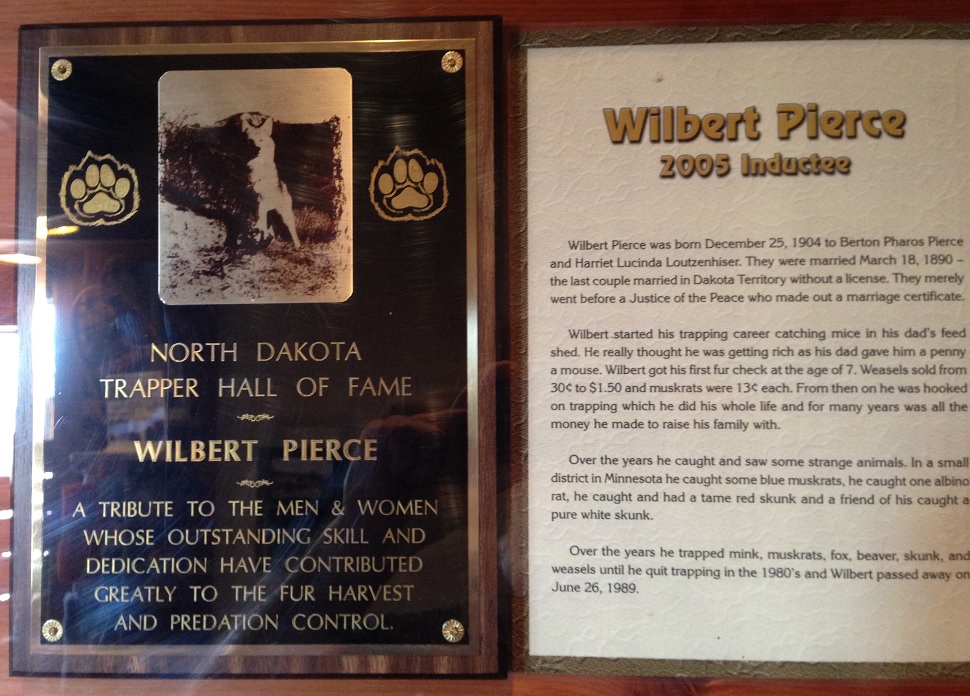 NORTH DAKOTA
TRAPPER HALL OF FAME
WILBERT PIERCE
A TRIBUTE TO THE MEN & WOMEN
WHOSE OUTSTANDING SKILL AND
DEDICATION HAVE CONTRIBUTED
GREATLY TO THE FUR HARVEST
AND PREDATION CONTROL.
Wilbert Pierce
2005 Inductee
Wilbert Pierce was born December 25, 1904 to Berton Pharos Pierce
and Harriet Lucinda Loutzenhiser. They were married March 18, 1890 –
the last couple married in Dakota Territory without a license. They merely
went before a Justice of the Peace who made out a marriage certificate.
Wilbert started his trapping career catching mice in his dad's feed
shed. He really thought he was getting rich as his dad gave him a penny
a mouse. Wilbert got his first fur check at the age of 7. Weasels sold from
30¢ to $1.50 and muskrats were 13¢ each. From then on he was hooked
on trapping which he did his whole life and for many years was all the
money he made to raise his family with.
Over the years he caught and saw some strange animals. In a small
district in Minnesota he caught some blue muskrats, he caught one albino
rat, he caught and had a tame red skunk and a friend of his caught a
pure white skunk.
Over the years he trapped mink, muskrats, fox, beaver, skunk, and
weasels until he quit trapping in the 1980's and Wilbert passed away on
June 26, 1989.